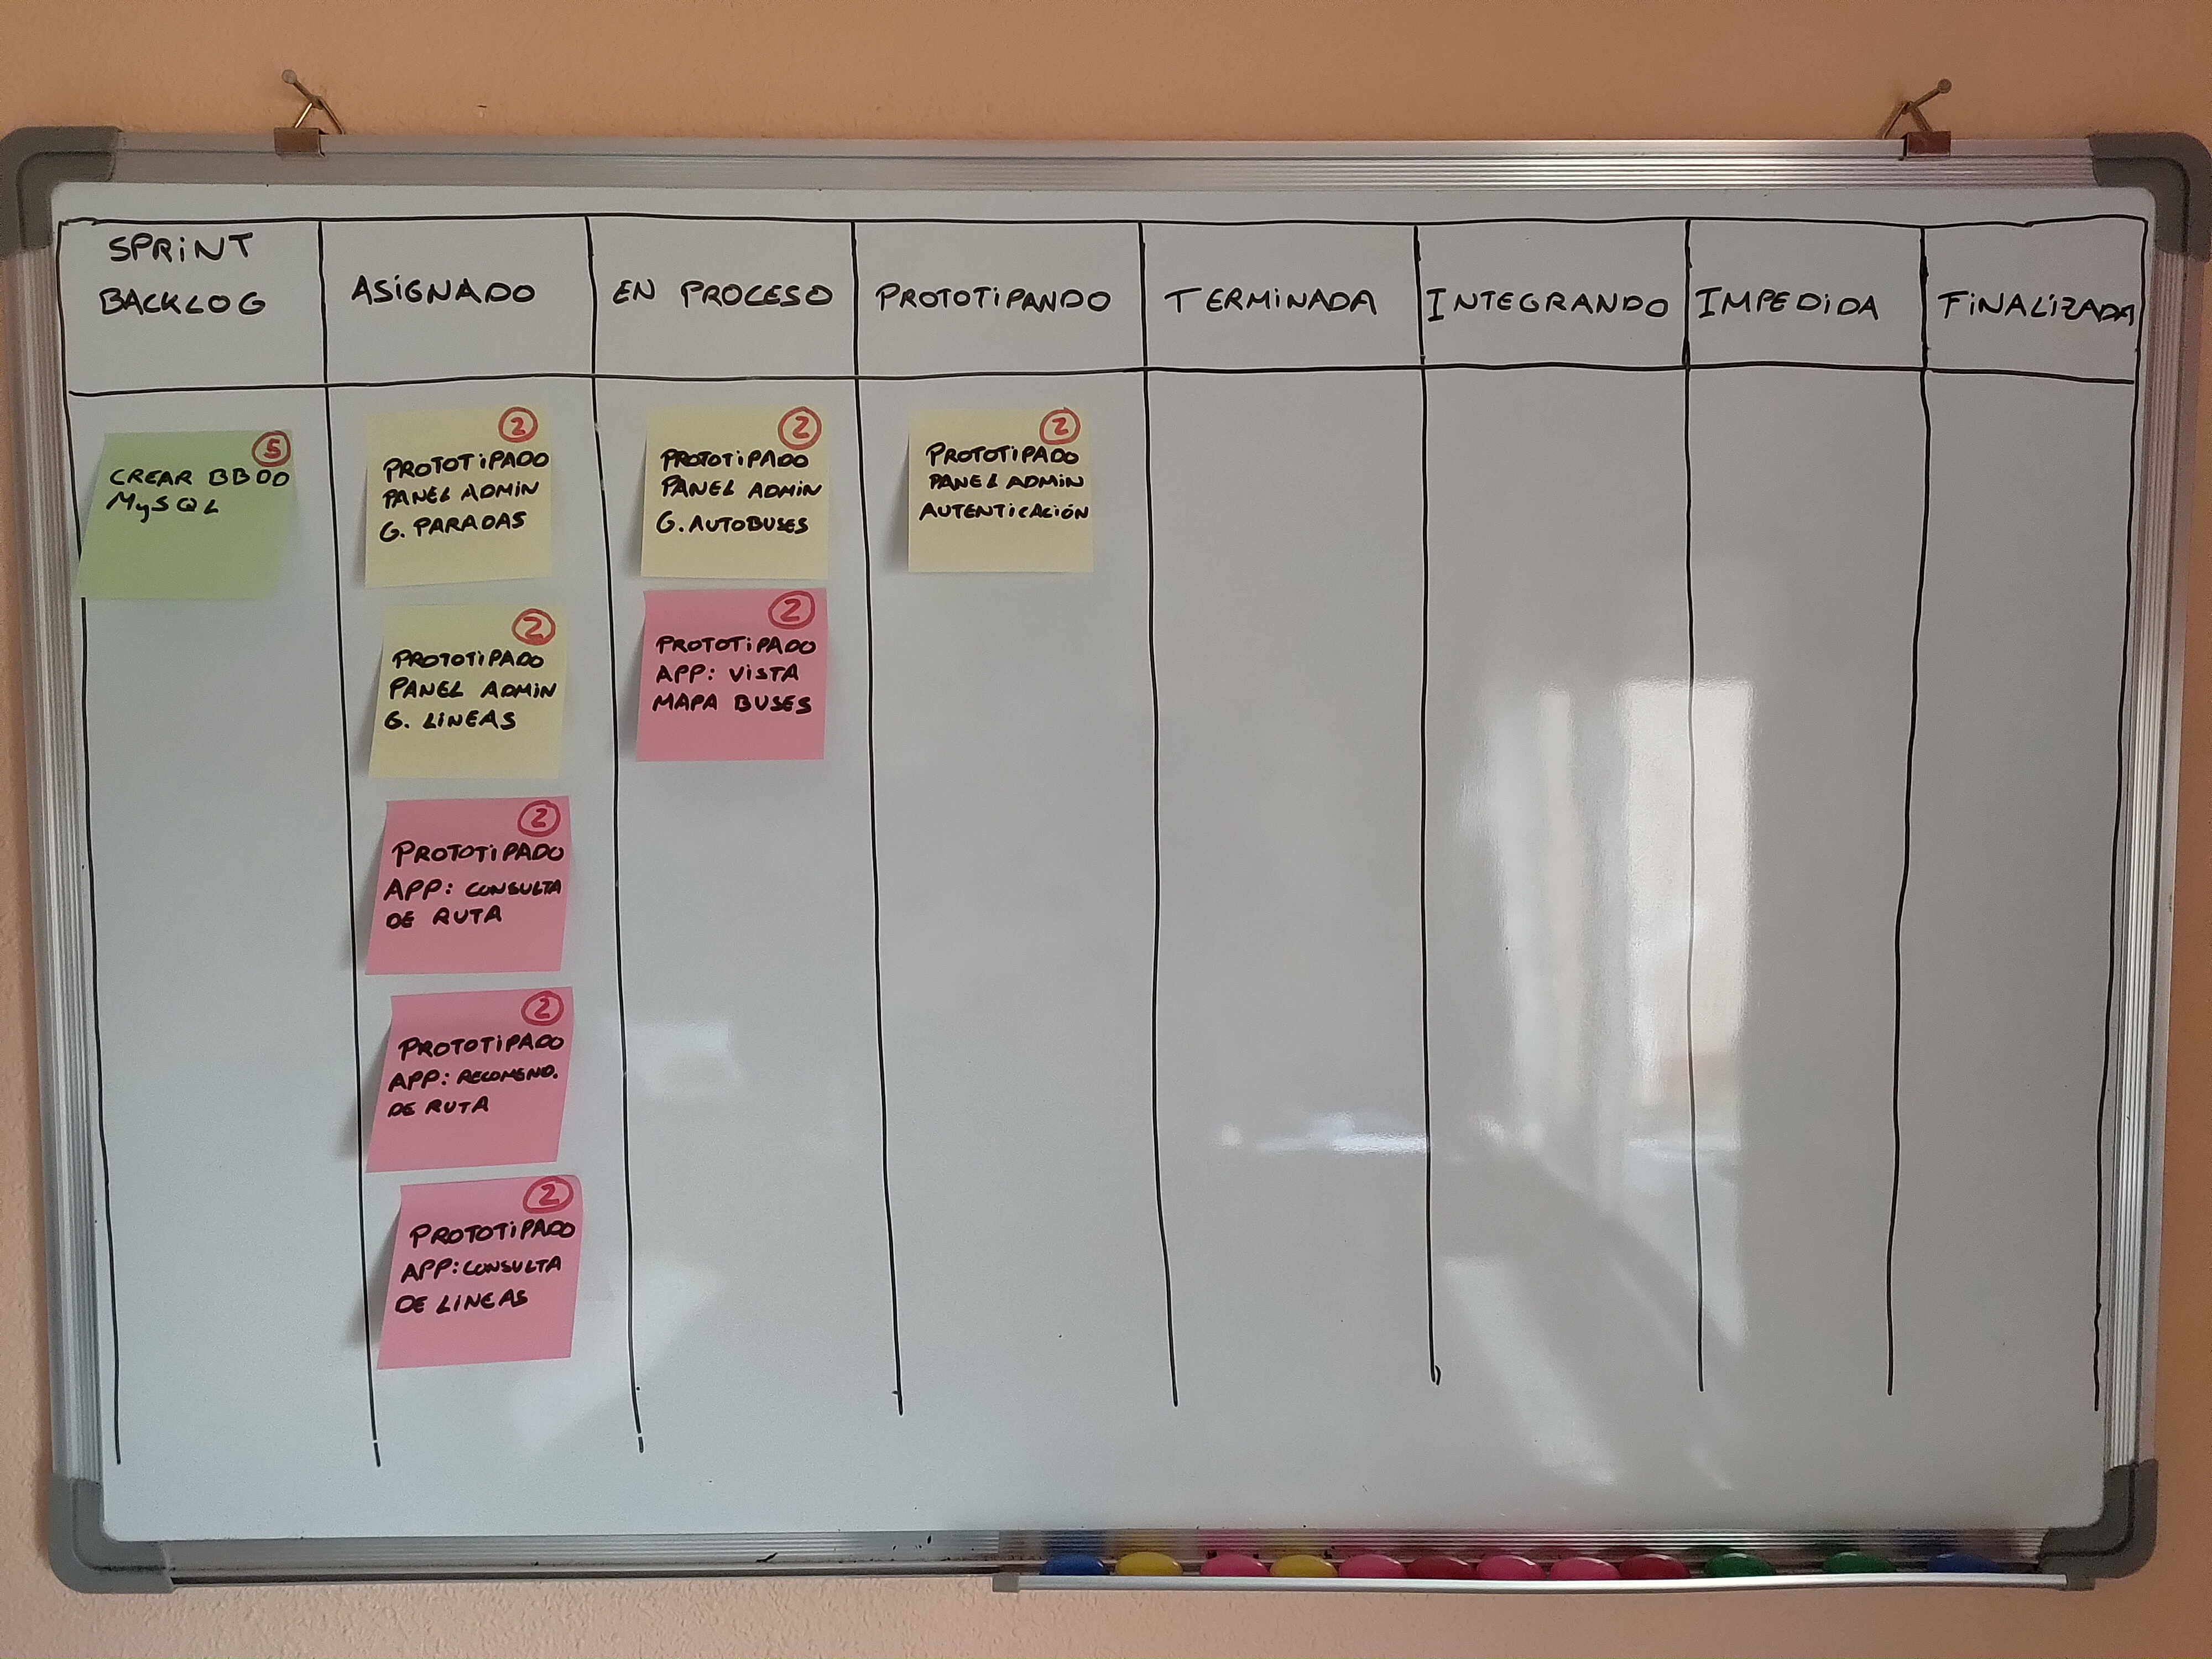 SPRINT
BACKLOG
ASIGNADO
EN PROCESO
PROTOTIPANDO
TERMINADA
INTEGRANDO
IMPEDIDA
FINALIZADA
5
CREAR BBDD
MySQL
2
PROTOTIPADO
PANEL ADMIN
G. PARADAS
2
PROTOTIPADO
PANEL ADMIN
G. LINEAS
2
PROTOTIPADO
APP: CONSULTA
DE RUTA
2
PROTOTIPADO
APP: RECOMEND.
DE RUTA
2
PROTOTIPADO
APP: CONSULTA
DE LINEAS
2
PROTOTIPADO
PANEL ADMIN
G. AUTOBUSES
2
PROTOTIPADO
APP: VISTA
MAPA BUSES
2
PROTOTIPADO
PANEL ADMIN
AUTENTICACIÓN